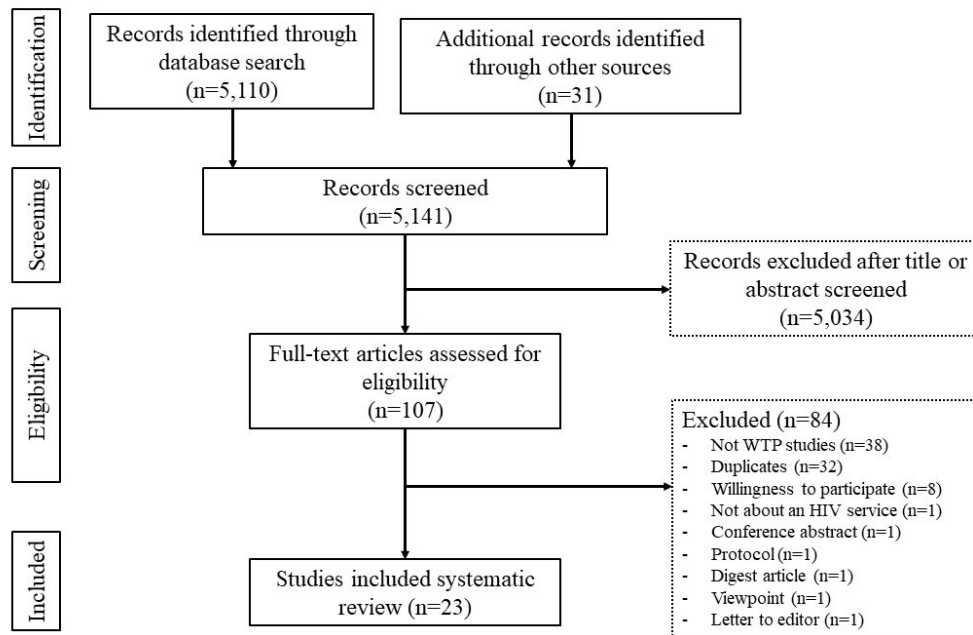 Identification
Records identified through
database search
(n=5,110)
Additional records identified
through other sources
(n=31)
Screening
Records screened
(n=5,141)
Records excluded after title or
abstract screened
(n=5,034)
Eligibility
Full-text articles assessed for
eligibility
(n=107)
Excluded (n=84)
- Not WTP studies (n=38)
- Duplicates (n=32)
- Willingness to participate (n=8)
- Not about an HIV service (n=1)
- Conference abstract (n=1)
- Protocol (n=1)
- Digest article (n=1)
- Viewpoint (n=1)
- Letter to editor (n=1)
Included
Studies included systematic
review (n=23)